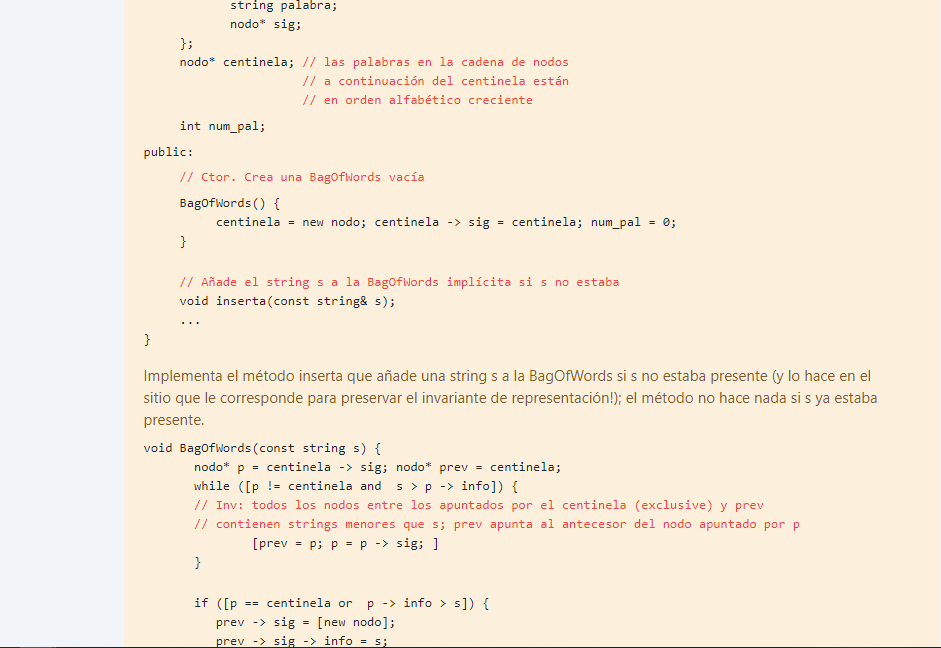 string palabra;
nodo* sig;
};
nodo* centinela; // las palabras en la cadena de nodos
// a continuación del centinela están
// en orden alfabético creciente
int num_pal;
public:
// Ctor. Crea una BagOfWords vacía
BagOfWords() {
centinela = new nodo; centinela -> sig = centinela; num_pal = 0;
}
// Añade el string s a la BagOfWords implícita si s no estaba
void inserta(const string& s);
...
}
Implementa el método inserta que añade una string s a la BagOfWords si s no estaba presente (y lo hace en el
sitio que le corresponde para preservar el invariante de representación!); el método no hace nada si s ya estaba
presente.
void BagOfWords(const string s) {
nodo* p = centinela -> sig; nodo* prev = centinela;
while ([p != centinela and  s > p -> info]) {
// Inv: todos los nodos entre los apuntados por el centinela (exclusive) y prev
// contienen strings menores que s; prev apunta al antecesor del nodo apuntado por p
[prev = p; p = p -> sig; ]
}
if ([p == centinela or  p -> info > s]) {
prev -> sig = [new nodo];
prev -> sig -> info = s;